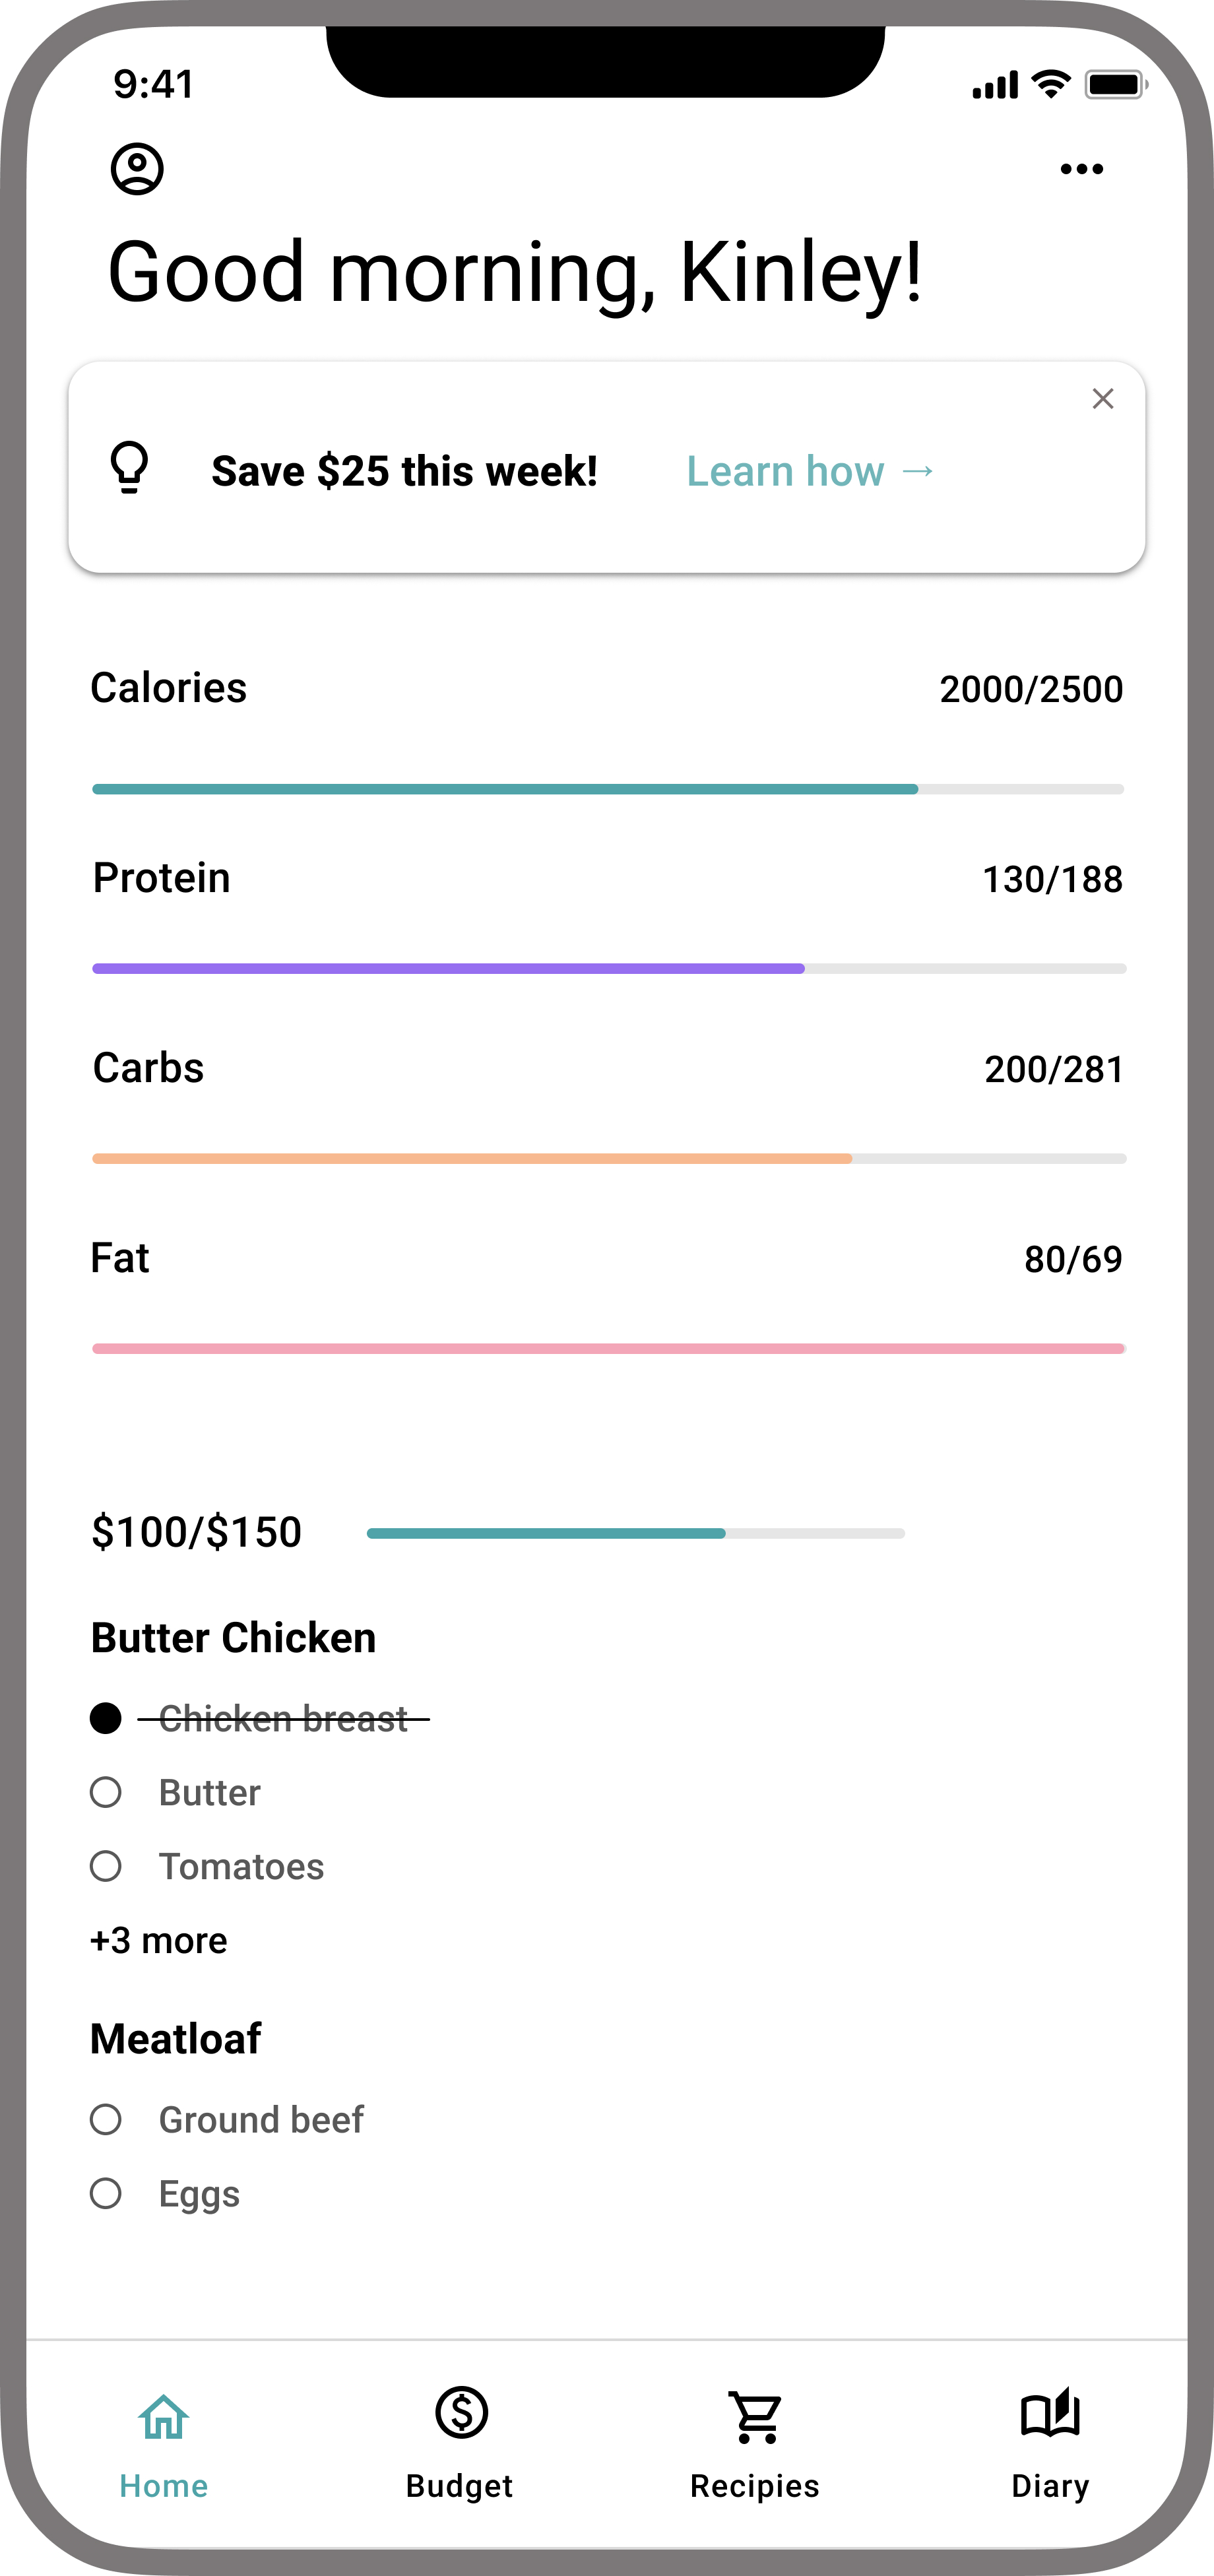 9:41
Good morning, Kinley!
Save $25 this week! Learn how →
Calories 2000/2500
Protein 130/188
Carbs 200/281
Fat 80/69
$100/$150
Butter Chicken
Chicken breast
Butter
Tomatoes
+3 more
Meatloaf
Ground beef
Eggs
Home Budget Recipies Diary